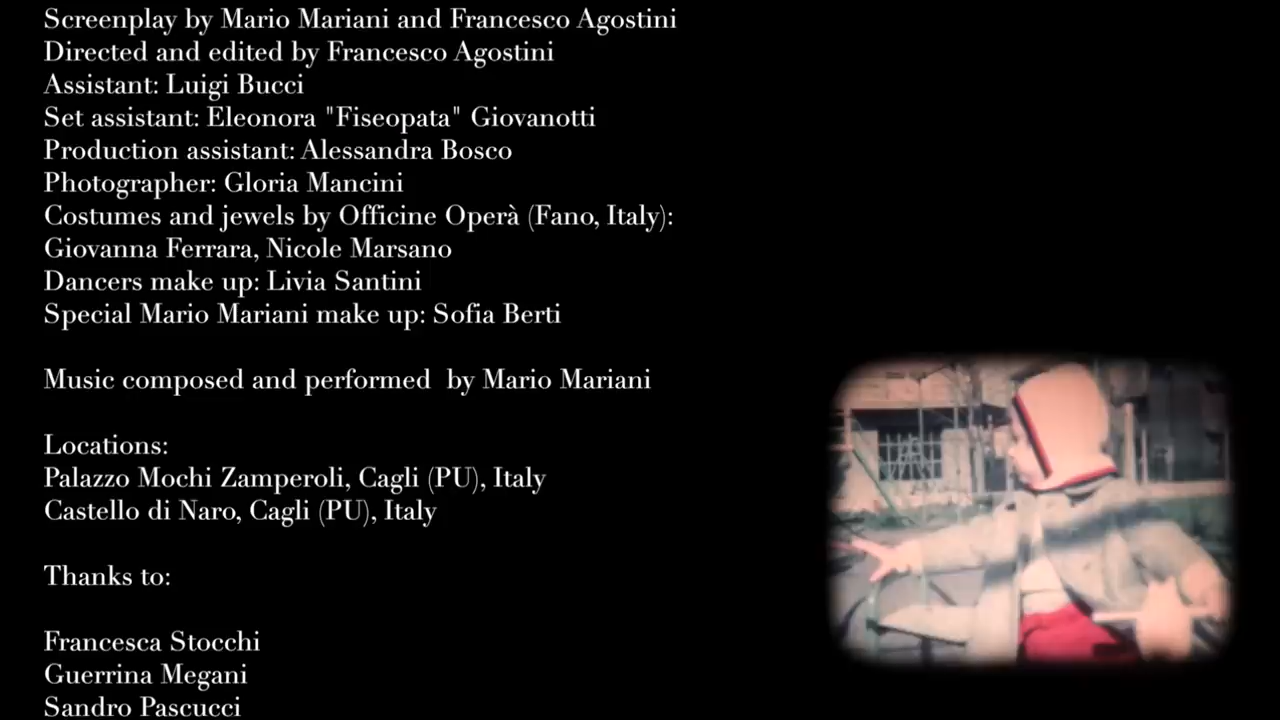 Screenplay by Mario Mariani and Francesco Agostini
Directed and edited by Francesco Agostini
Assistant: Luigi Bucci
Set assistant: Eleonora "Fiseopata" Giovanotti
Production assistant: Alessandra Bosco
Photographer: Gloria Mancini
Costumes and jewels by Officine Operà (Fano, Italy):
Giovanna Ferrara, Nicole Marsano
Dancers make up: Livia Santini
Special Mario Mariani make up: Sofia Berti
Music composed and performed  by Mario Mariani
Locations:
Palazzo Mochi Zamperoli, Cagli (PU), Italy
Castello di Naro, Cagli (PU), Italy
Thanks to:
Francesca Stocchi
Guerrina Megani
Sandro Pascucci